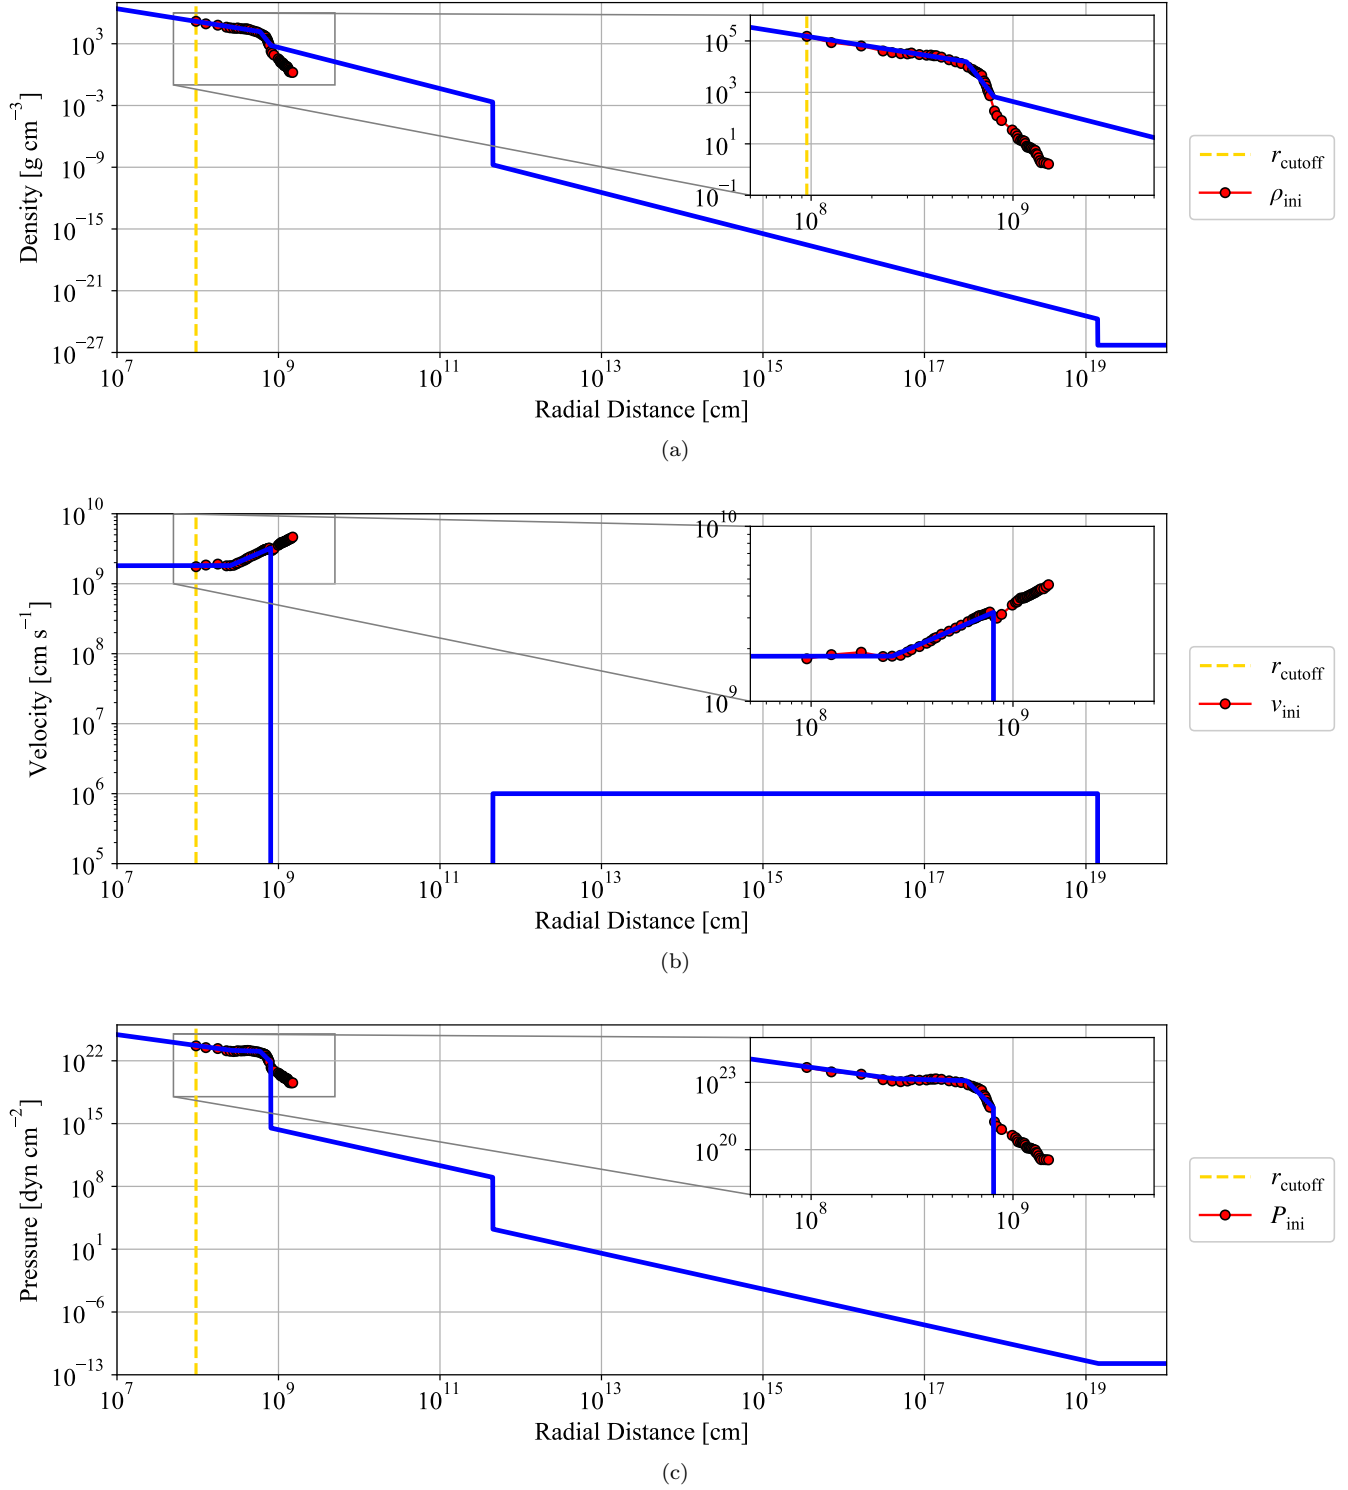 10^3
10^−3
10^−9
10^−15
10^−21
10^−27
Density [g cm^−3]
10^7 10^9 10^11 10^13 10^15 10^17 10^19
Radial Distance [cm]
10^5
10^3
10^1
10^−1
10^8 10^9
r_cutoff
ρ_ini
(a)
10^10
10^9
10^8
10^7
10^6
10^5
Velocity [cm s^−1]
10^7 10^9 10^11 10^13 10^15 10^17 10^19
Radial Distance [cm]
10^10
10^9
10^8 10^9
r_cutoff
v_ini
(b)
10^22
10^15
10^8
10^1
10^−6
10^−13
Pressure [dyn cm^−2]
10^7 10^9 10^11 10^13 10^15 10^17 10^19
Radial Distance [cm]
10^23
10^20
10^8 10^9
r_cutoff
P_ini
(c)